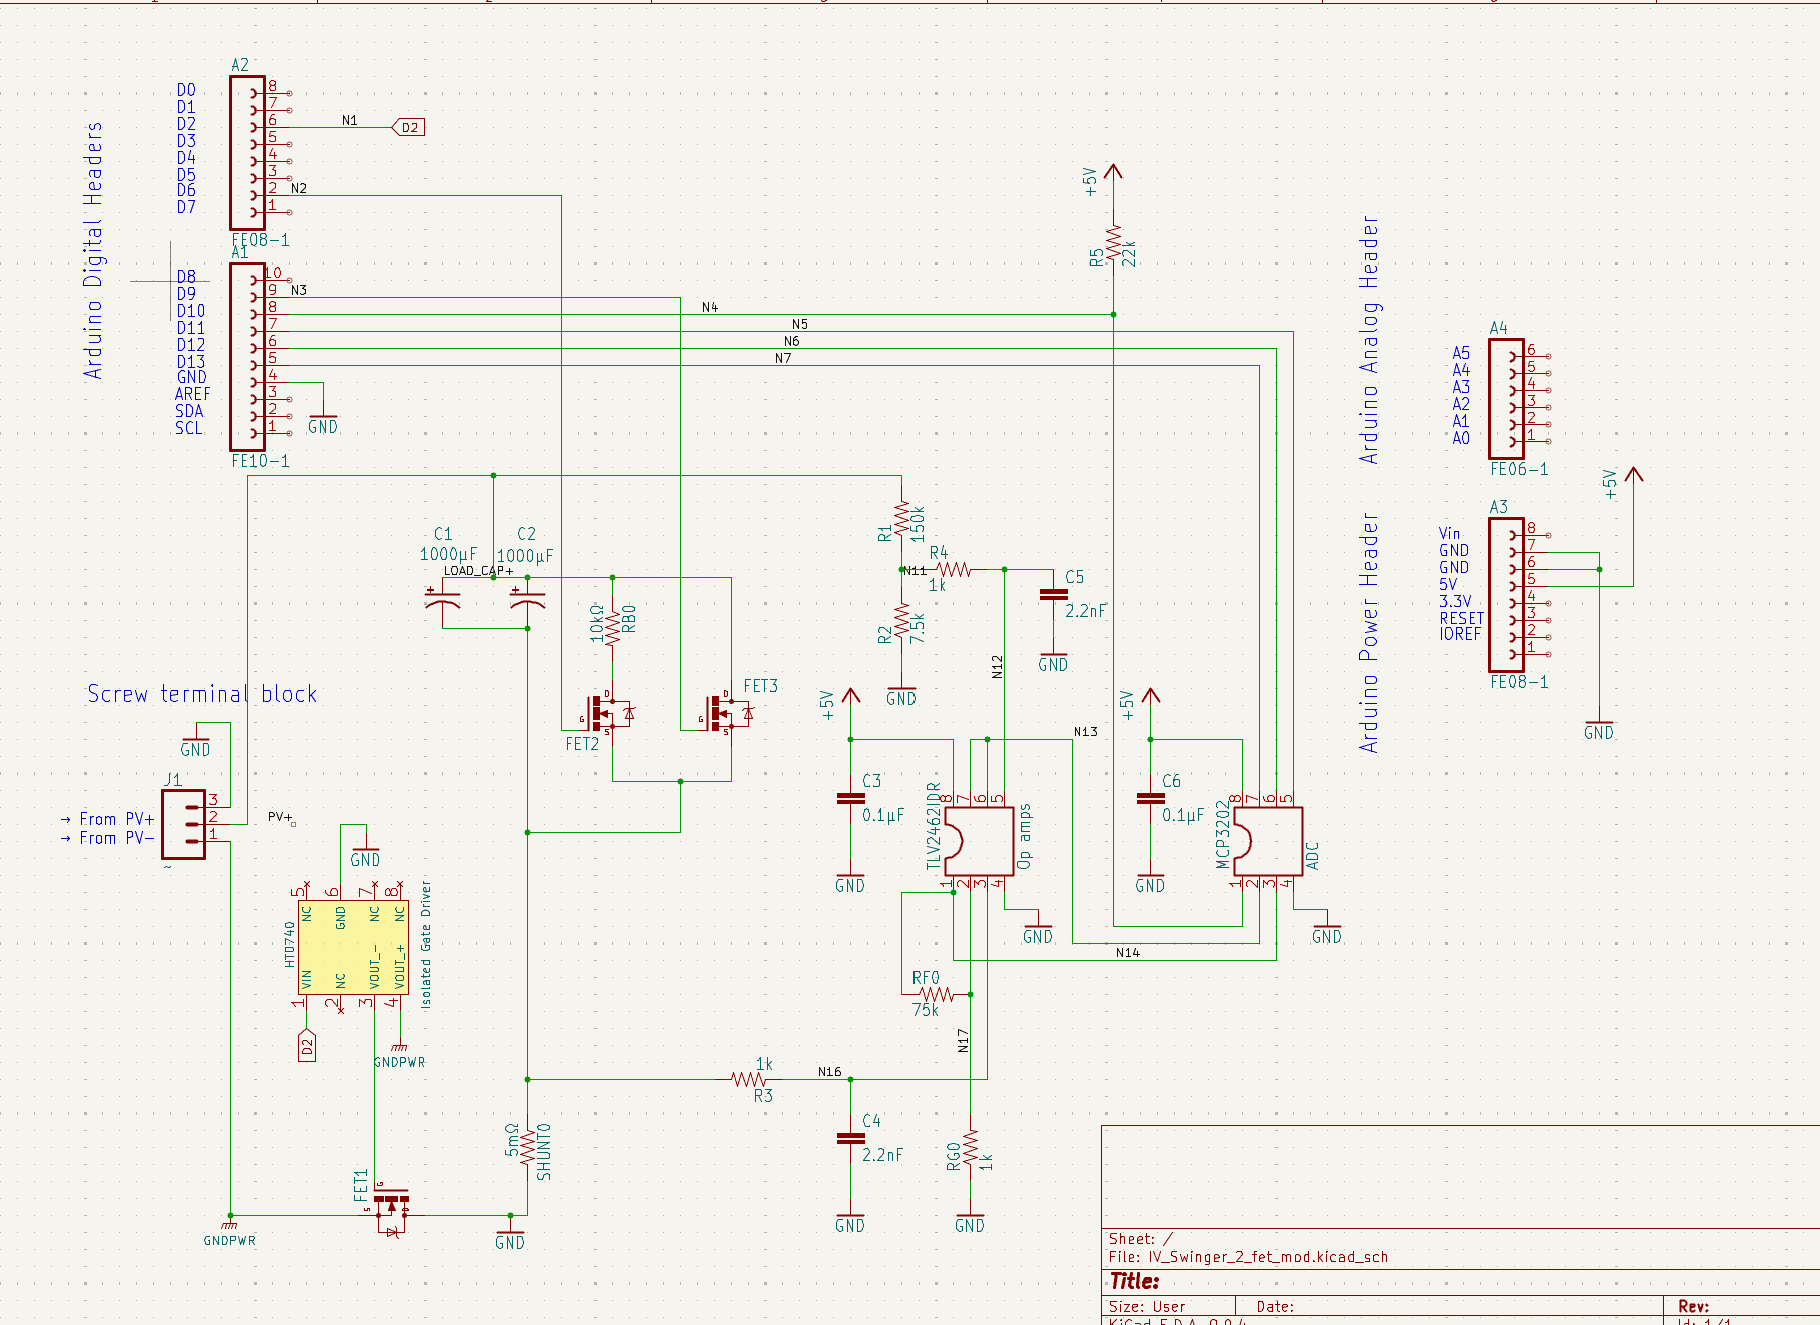 A2
D0
D1
D2
D3
D4
D5
D6
D7
8
7
6
5
4
3
2
1
N1
D2
N2
FE08-1
Arduino Digital Headers
A1
D8
D9
D10
D11
D12
D13
GND
AREF
SDA
SCL
10
9
8
7
6
5
4
3
2
1
N3
N4
N5
N6
N7
GND
FE10-1
+5V
R5
22k
Arduino Analog Header
A4
A5
A4
A3
A2
A1
A0
6
5
4
3
2
1
FE06-1
+5V
Arduino Power Header
A3
Vin
GND
GND
5V
3.3V
RESET
IOREF
8
7
6
5
4
3
2
1
FE08-1
GND
C1
1000µF
C2
1000µF
LOAD_CAP+
+
+
10kΩ
RB0
R1
150k
N11
R4
1k
C5
2.2nF
GND
R2
7.5k
GND
N12
D
G
S
FET2
D
G
S
FET3
Screw terminal block
GND
J1
3
2
1
→ From PV+
→ From PV-
~
PV+
GND
5
6
7
8
NC
GND
NC
NC
HT0740
Isolated Gate Driver
VIN
NC
VOUT_-
VOUT_+
1
2
3
4
D2
GNDPWR
+5V
C3
0.1µF
GND
8
7
6
5
TLV2462IDR
Op amps
1
2
3
4
GND
N13
+5V
C6
0.1µF
GND
8
7
6
5
MCP3202
ADC
1
2
3
4
GND
N14
RF0
75k
N17
1k
R3
N16
C4
2.2nF
GND
RG0
1k
GND
5mΩ
SHUNT0
FET1
G
S
D
GNDPWR
GND
Sheet: /
File: IV_Swinger_2_fet_mod.kicad_sch
Title:
Size: User
Date:
Rev: